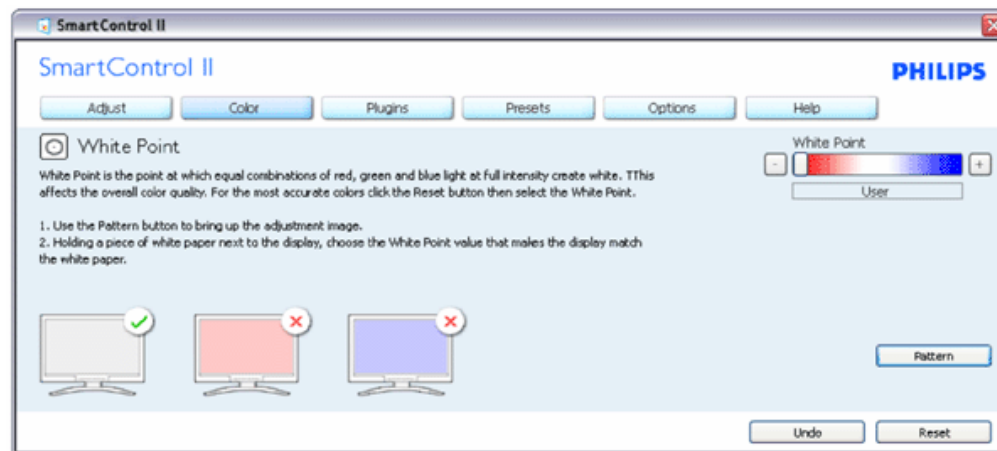 SmartControl II
SmartControl II
PHILIPS
Adjust Color Plugins Presets Options Help
White Point
White Point is the point at which equal combinations of red, green and blue light at full intensity create white. TThis
affects the overall color quality. For the most accurate colors click the Reset button then select the White Point.
1. Use the Pattern button to bring up the adjustment image.
2. Holding a piece of white paper next to the display, choose the White Point value that makes the display match
the white paper.
White Point
- +
User
Pattern
Undo Reset